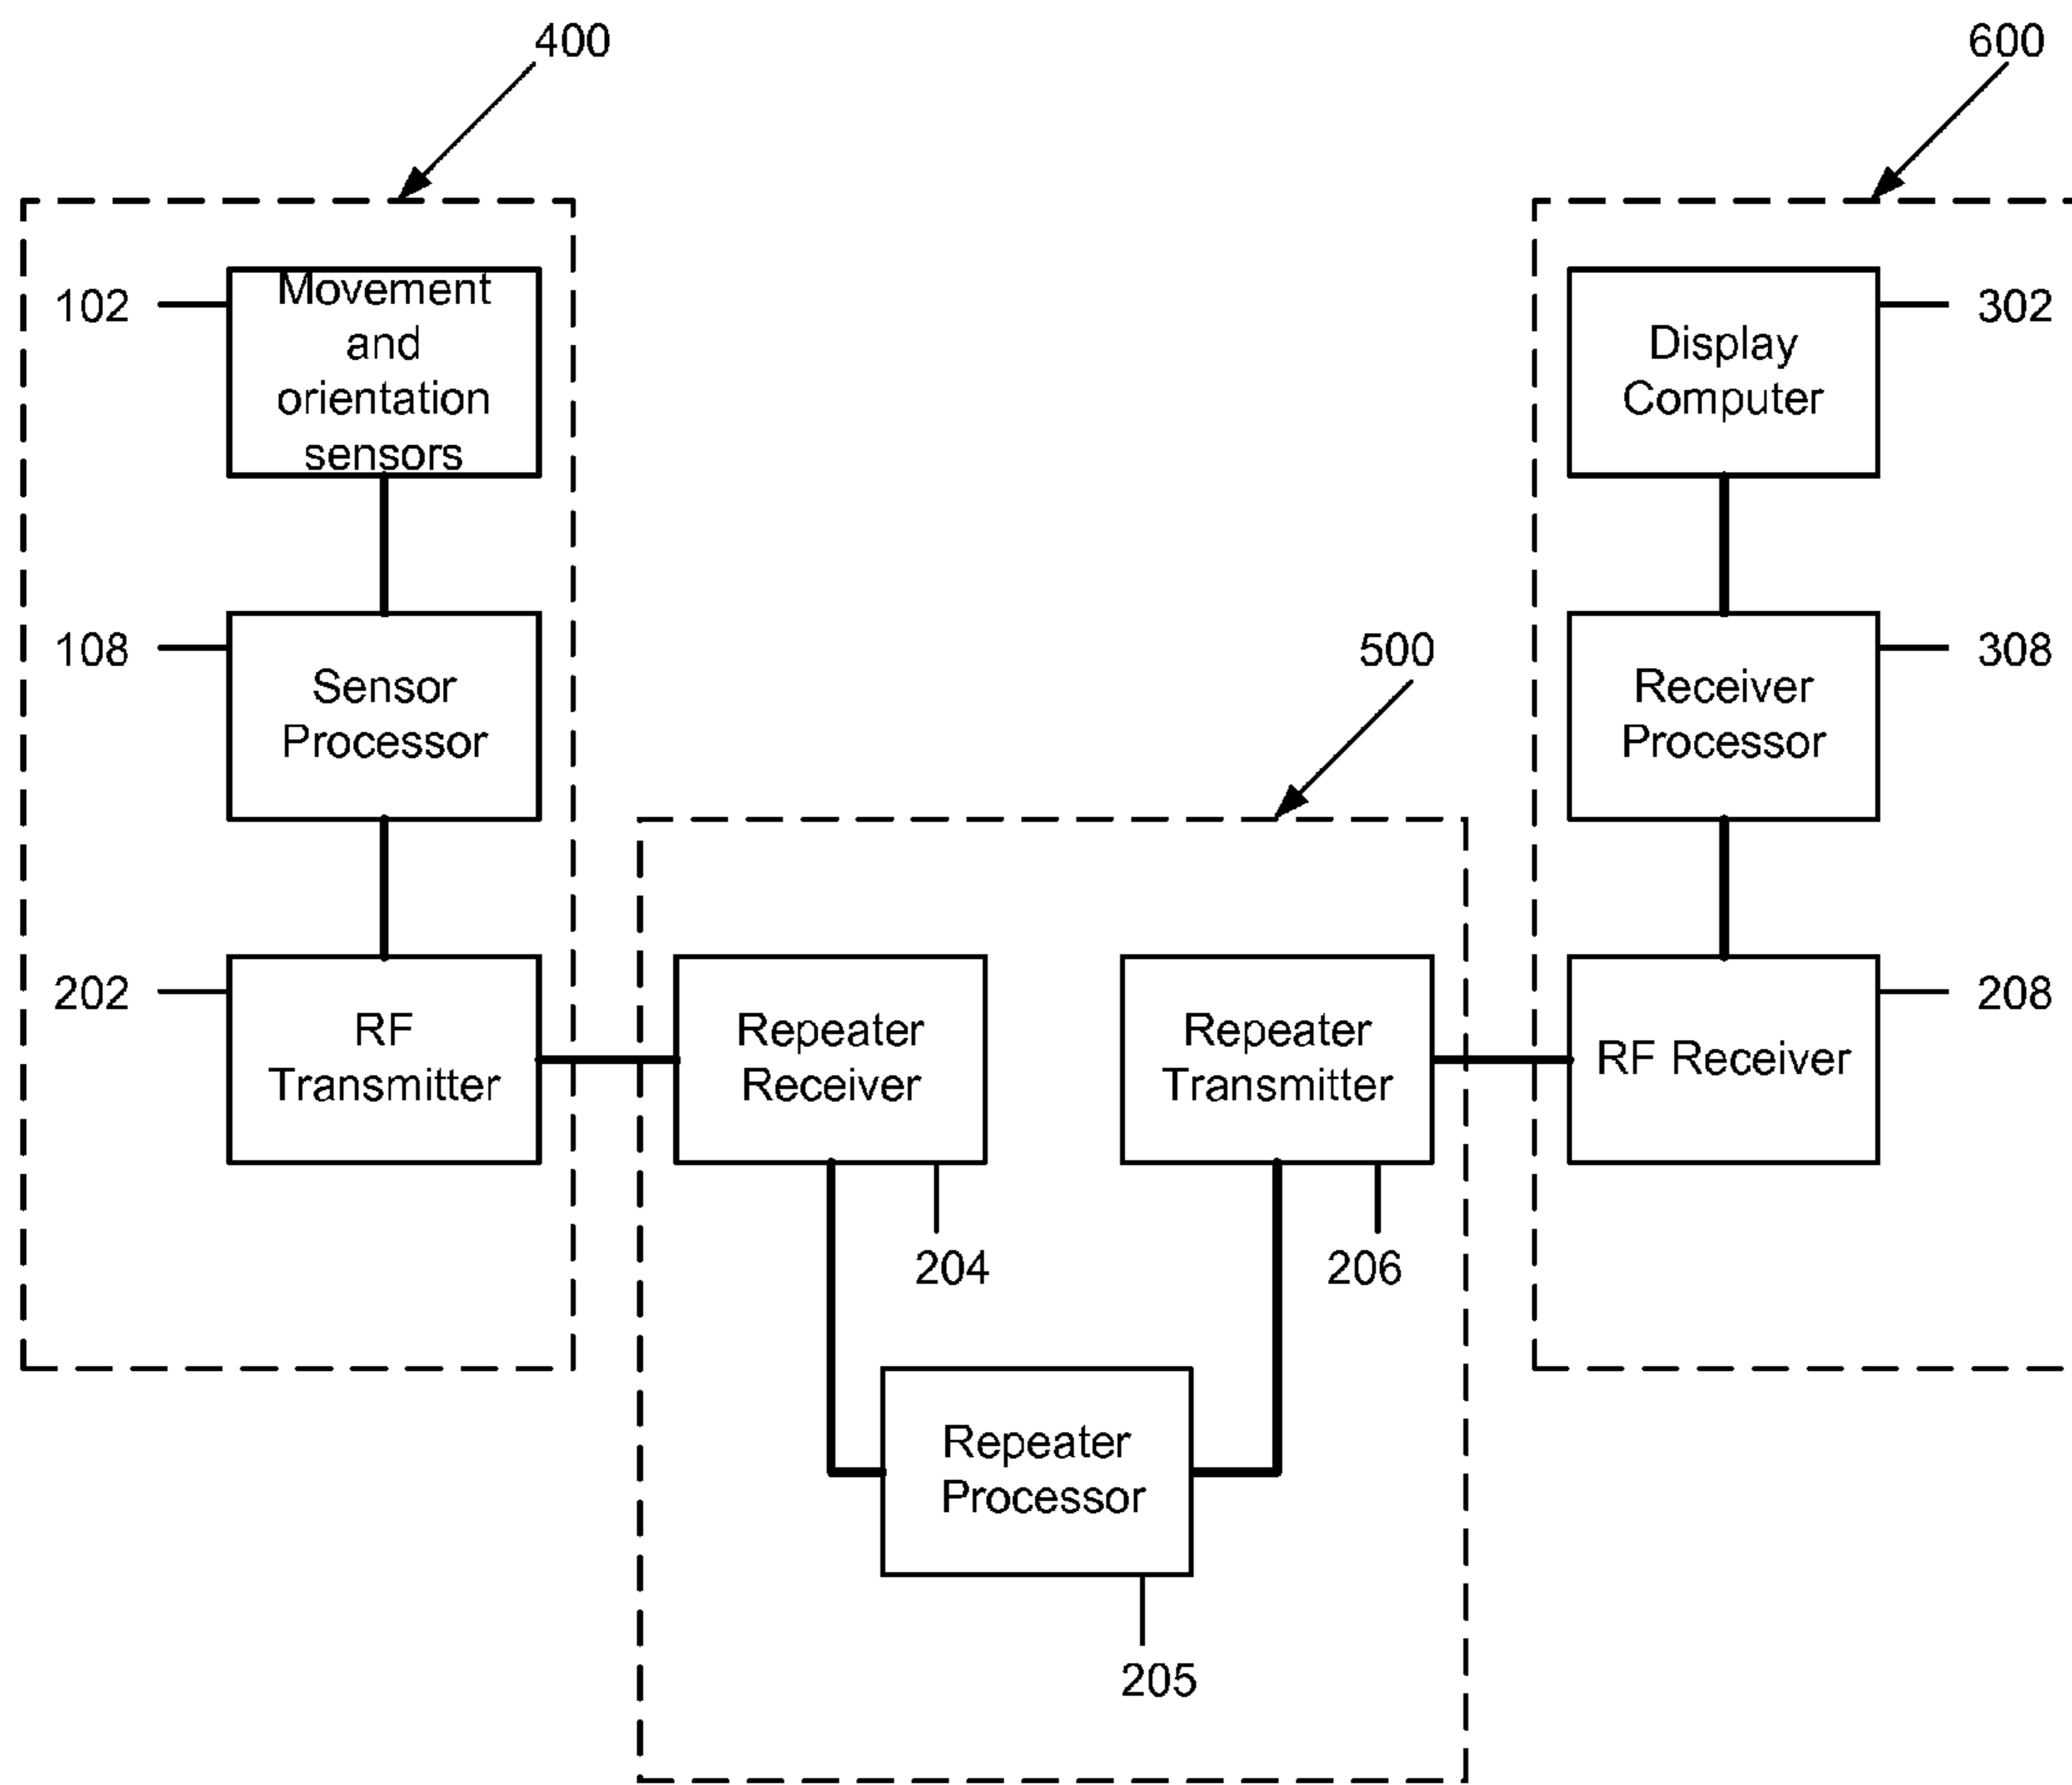 400
600
102
Movement
and
orientation
sensors
302
Display
Computer
108
Sensor
Processor
500
308
Receiver
Processor
202
RF
Transmitter
Repeater
Receiver
Repeater
Transmitter
208
RF Receiver
204
206
Repeater
Processor
205